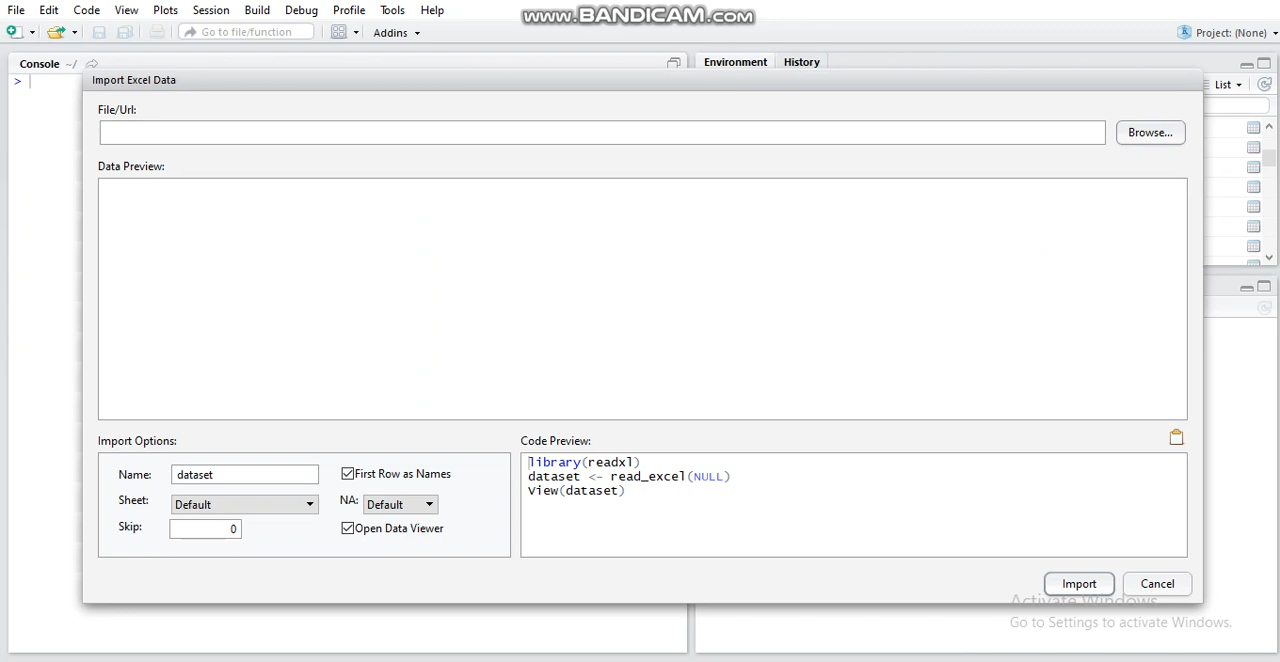 File Edit Code View Plots Session Build Debug Profile Tools Help
www.BANDICAM.com
Go to file/function
Addins
Project: (None)
Console ~/
Environment History
Import Excel Data
List
>
File/Url:
Browse...
Data Preview:
Import Options:
Name: dataset
First Row as Names
Sheet: Default
NA: Default
Skip: 0
Open Data Viewer
Code Preview:
library(readxl)
dataset <- read_excel(NULL)
View(dataset)
Import Cancel
Activate Windows
Go to Settings to activate Windows.